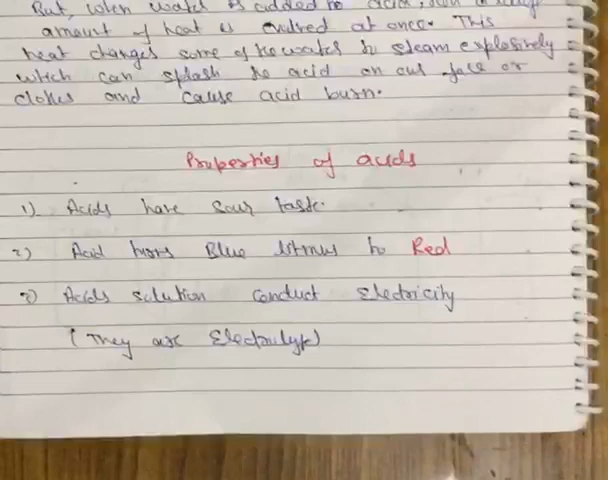 But, when water is added to acid,
amount of heat is evolved at once. This
heat changes some of the water to steam explosively
which can splash the acid on our face or
clothes and cause acid burn.
Properties of acids
1) Acids have sour taste.
2) Acid turns Blue litmus to Red
3) Acids solution conduct Electricity
(They are Electrolyte)